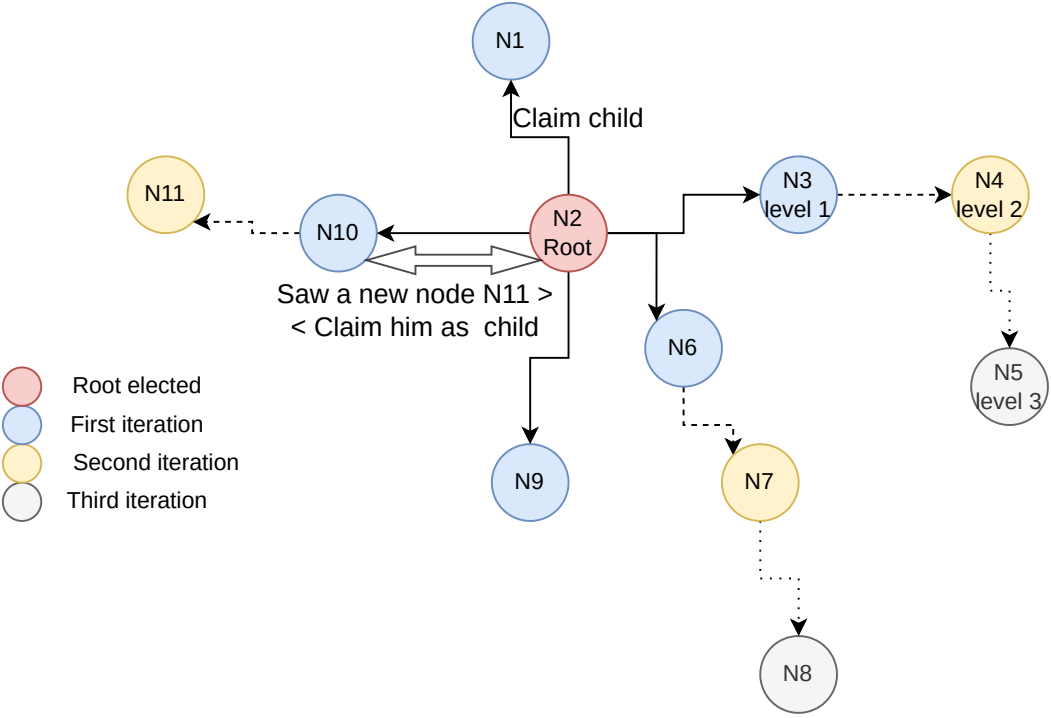 N1
Claim child
N11
N10
N2
Root
N3
level 1
N4
level 2
Saw a new node N11 >
< Claim him as  child
N6
N5
level 3
Root elected
First iteration
Second iteration
Third iteration
N9
N7
N8